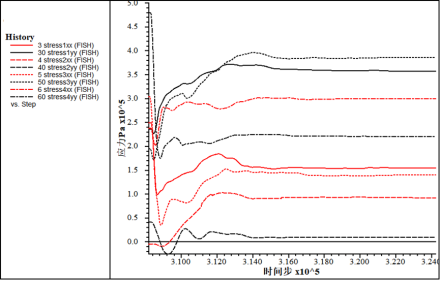 History
3 stress1xx (FISH)
30 stress1yy (FISH)
4 stress2xx (FISH)
40 stress2yy (FISH)
5 stress3xx (FISH)
50 stress3yy (FISH)
6 stress4xx (FISH)
60 stress4yy (FISH)
vs. Step
应力Pa x10^5
5.0
4.5
4.0
3.5
3.0
2.5
2.0
1.5
1.0
0.5
0.0
3.100 3.120 3.140 3.160 3.180 3.200 3.220 3.240
时间步 x10^5